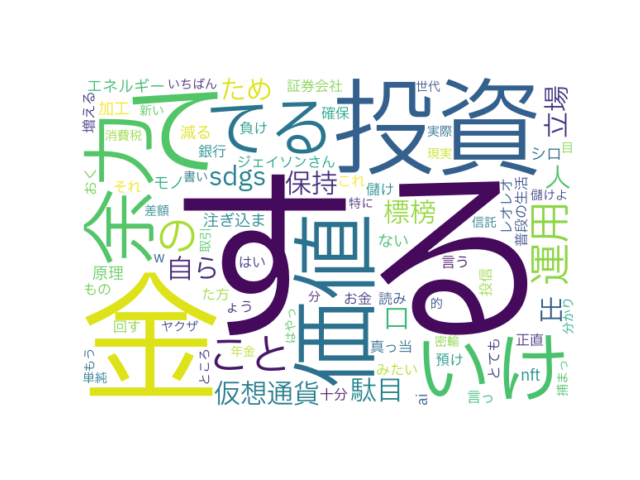 エネルギー
いちばん
ため
証券会社
世代
投資
立場
増える
加工
新い
減る
てる
負け
確保
実際
消費税
余力
て
銀行
ジェイソンさん
現実
シロ
目
おく
それ
モノ
書い
sdgs
保持
これ
儲け
標榜
人
レオレオ
普段の生活
儲けよ
する
差額
の
取引
注ぎ込ま
特に
価値
ない
信託
運用
w
はい
原理
自ら
言う
投信
もの
金
た方
ょう
分
お金
読み
口
的
五
分かり
回す
ヤクザ
こと
はやっ
真っ当
密輸
正直
いけ
単純
もう
ところ
年金
みたい
預け
とても
nft
捕まっ
仮想通貨
十分
駄目
ai
言っ